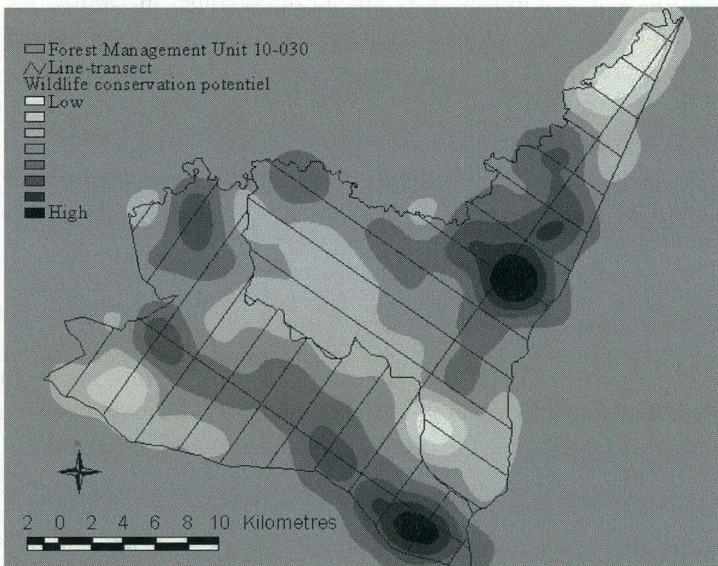 Forest Management Unit 10-030
Line-transect
Wildlife conservation potentiel
Low
High
2 0 2 4 6 8 10 Kilometres